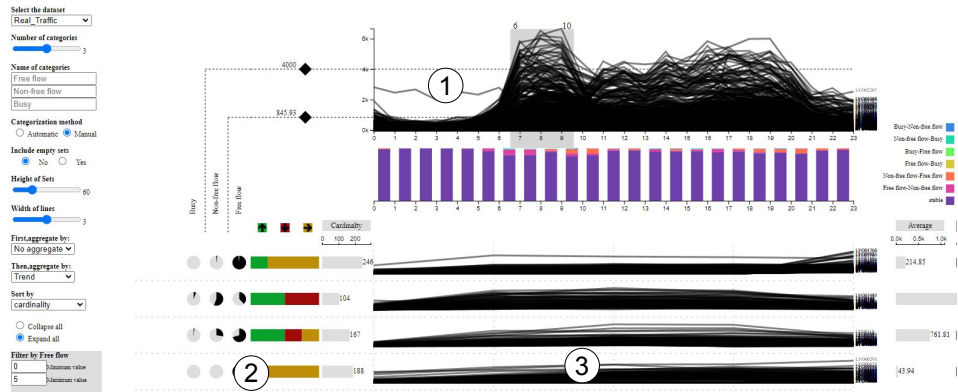 Select the dataset
Real_Traffic
Number of categories
3
Name of categories
Free flow
Non-free flow
Busy
Categorization method
Automatic Manual
Include empty sets
No Yes
Height of Sets
60
Width of lines
3
First,aggregate by:
No aggregate
Then,aggregate by:
Trend
Sort by
cardinality
Collapse all
Expand all
Filter by Free flow
0 Minimum value
5 Maximum value
6 10
6k
4k
2k
0k
0 1 2 3 4 5 6 7 8 9 10 11 12 13 14 15 16 17 18 19 20 21 22 23
1
4000
845.93
Busy
Non-free flow
Free flow
0 1 2 3 4 5 6 7 8 9 10 11 12 13 14 15 16 17 18 19 20 21 22 23
Busy-Non-free flow
Non-free flow-Busy
Busy-Free flow
Free flow-Busy
Non-free flow-Free flow
Free flow-Non-free flow
stable
Cardinalty
0 100 200
Average
0.0k 0.5k 1.0k
246
214.85
104
167
761.81
2
188
3
43.94